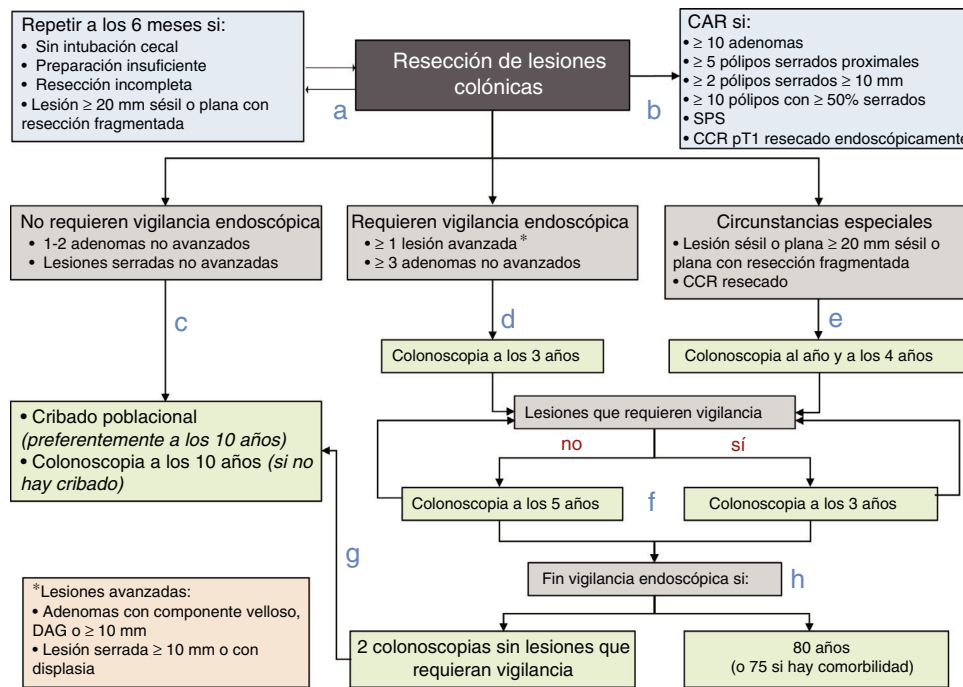 Repetir a los 6 meses si:
• Sin intubación cecal
• Preparación insuficiente
• Resección incompleta
• Lesión ≥ 20 mm sésil o plana con
resección fragmentada
a
Resección de lesiones
colónicas
b
CAR si:
• ≥ 10 adenomas
• ≥ 5 pólipos serrados proximales
• ≥ 2 pólipos serrados ≥ 10 mm
• ≥ 10 pólipos con ≥ 50% serrados
• SPS
• CCR pT1 resecado endoscópicamente
No requieren vigilancia endoscópica
• 1-2 adenomas no avanzados
• Lesiones serradas no avanzadas
Requieren vigilancia endoscópica
• ≥ 1 lesión avanzada*
• ≥ 3 adenomas no avanzados
Circunstancias especiales
• Lesión sésil o plana ≥ 20 mm sésil o
plana con resección fragmentada
• CCR resecado
c
d
e
Colonoscopia a los 3 años
Colonoscopia al año y a los 4 años
• Cribado poblacional
(preferentemente a los 10 años)
• Colonoscopia a los 10 años (si no
hay cribado)
Lesiones que requieren vigilancia
no
sí
Colonoscopia a los 5 años
f
Colonoscopia a los 3 años
g
Fin vigilancia endoscópica si:
h
*Lesiones avanzadas:
• Adenomas con componente velloso,
DAG o ≥ 10 mm
• Lesión serrada ≥ 10 mm o con
displasia
2 colonoscopias sin lesiones que
requieran vigilancia
80 años
(o 75 si hay comorbilidad)